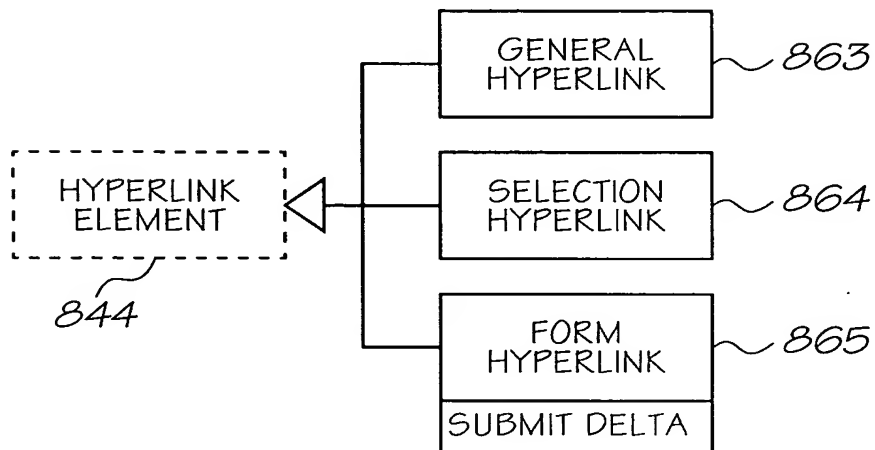 GENERAL
HYPERLINK
863
HYPERLINK
ELEMENT
844
SELECTION
HYPERLINK
864
FORM
HYPERLINK
865
SUBMIT DELTA